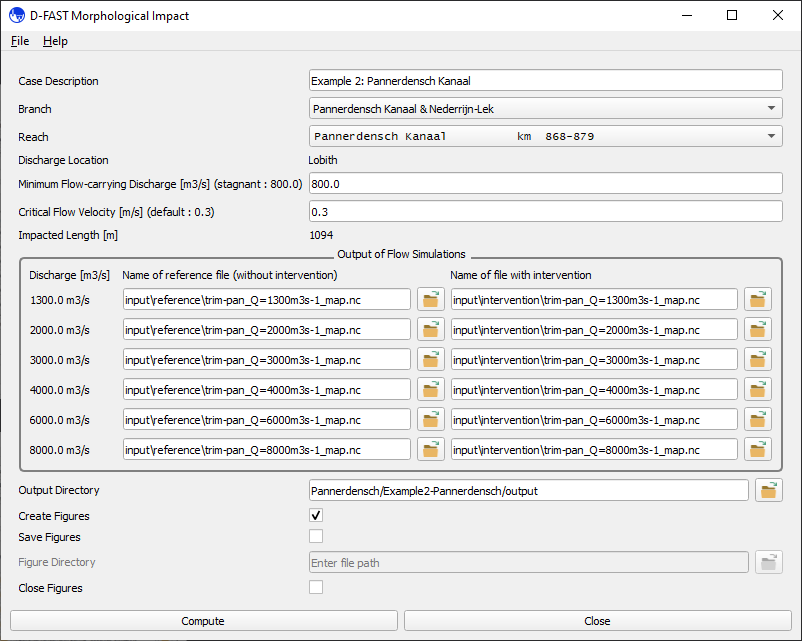 D-FAST Morphological Impact
File Help
Case Description Example 2: Pannerdensch Kanaal
Branch Pannerdensch Kanaal & Nederrijn-Lek
Reach Pannerdensch Kanaal km 868-879
Discharge Location Lobith
Minimum Flow-carrying Discharge [m3/s] (stagnant : 800.0) 800.0
Critical Flow Velocity [m/s] (default : 0.3) 0.3
Impacted Length [m] 1094
Output of Flow Simulations
Discharge [m3/s] Name of reference file (without intervention) Name of file with intervention
1300.0 m3/s input\reference\trim-pan_Q=1300m3s-1_map.nc input\intervention\trim-pan_Q=1300m3s-1_map.nc
2000.0 m3/s input\reference\trim-pan_Q=2000m3s-1_map.nc input\intervention\trim-pan_Q=2000m3s-1_map.nc
3000.0 m3/s input\reference\trim-pan_Q=3000m3s-1_map.nc input\intervention\trim-pan_Q=3000m3s-1_map.nc
4000.0 m3/s input\reference\trim-pan_Q=4000m3s-1_map.nc input\intervention\trim-pan_Q=4000m3s-1_map.nc
6000.0 m3/s input\reference\trim-pan_Q=6000m3s-1_map.nc input\intervention\trim-pan_Q=6000m3s-1_map.nc
8000.0 m3/s input\reference\trim-pan_Q=8000m3s-1_map.nc input\intervention\trim-pan_Q=8000m3s-1_map.nc
Output Directory Pannerdensch/Example2-Pannerdensch/output
Create Figures
Save Figures
Figure Directory Enter file path
Close Figures
Compute Close